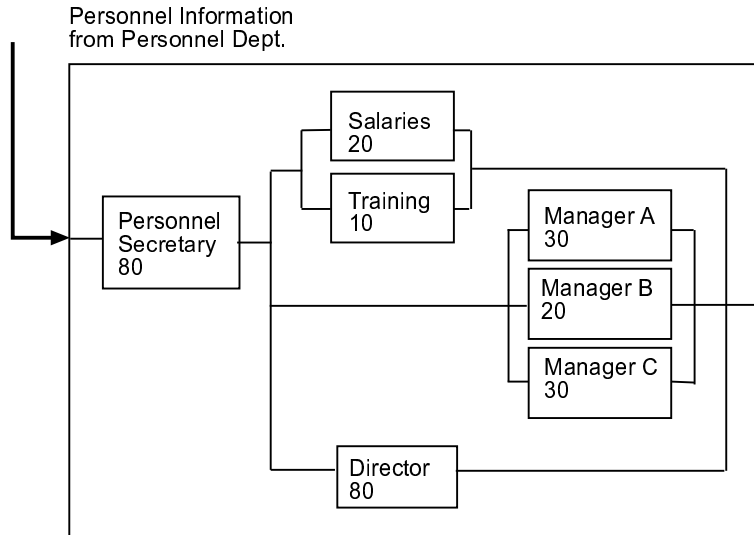 Personnel Information
from Personnel Dept.
Salaries
20
Training
10
Personnel
Secretary
80
Manager A
30
Manager B
20
Manager C
30
Director
80